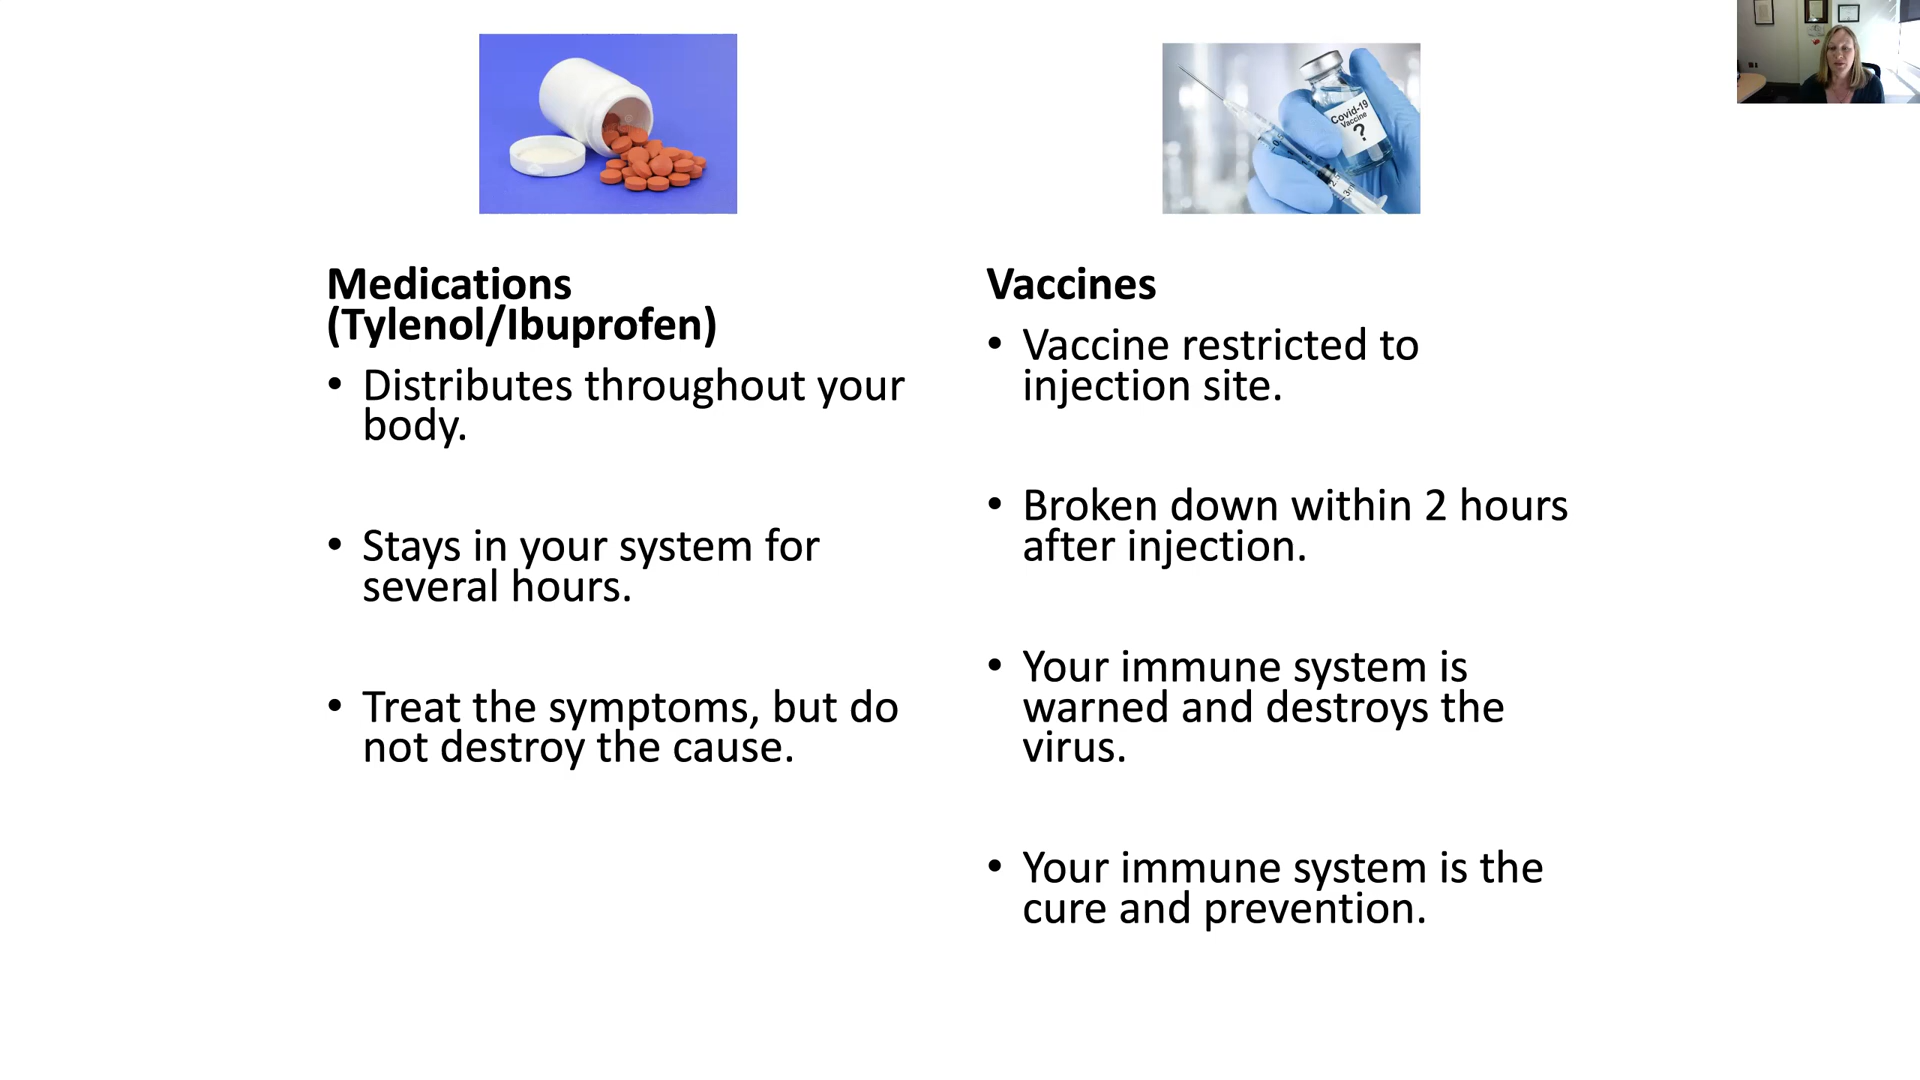 Covid-19
Vaccine
?
Medications
(Tylenol/Ibuprofen)
• Distributes throughout your
body.
• Stays in your system for
several hours.
• Treat the symptoms, but do
not destroy the cause.
Vaccines
• Vaccine restricted to
injection site.
• Broken down within 2 hours
after injection.
• Your immune system is
warned and destroys the
virus.
• Your immune system is the
cure and prevention.